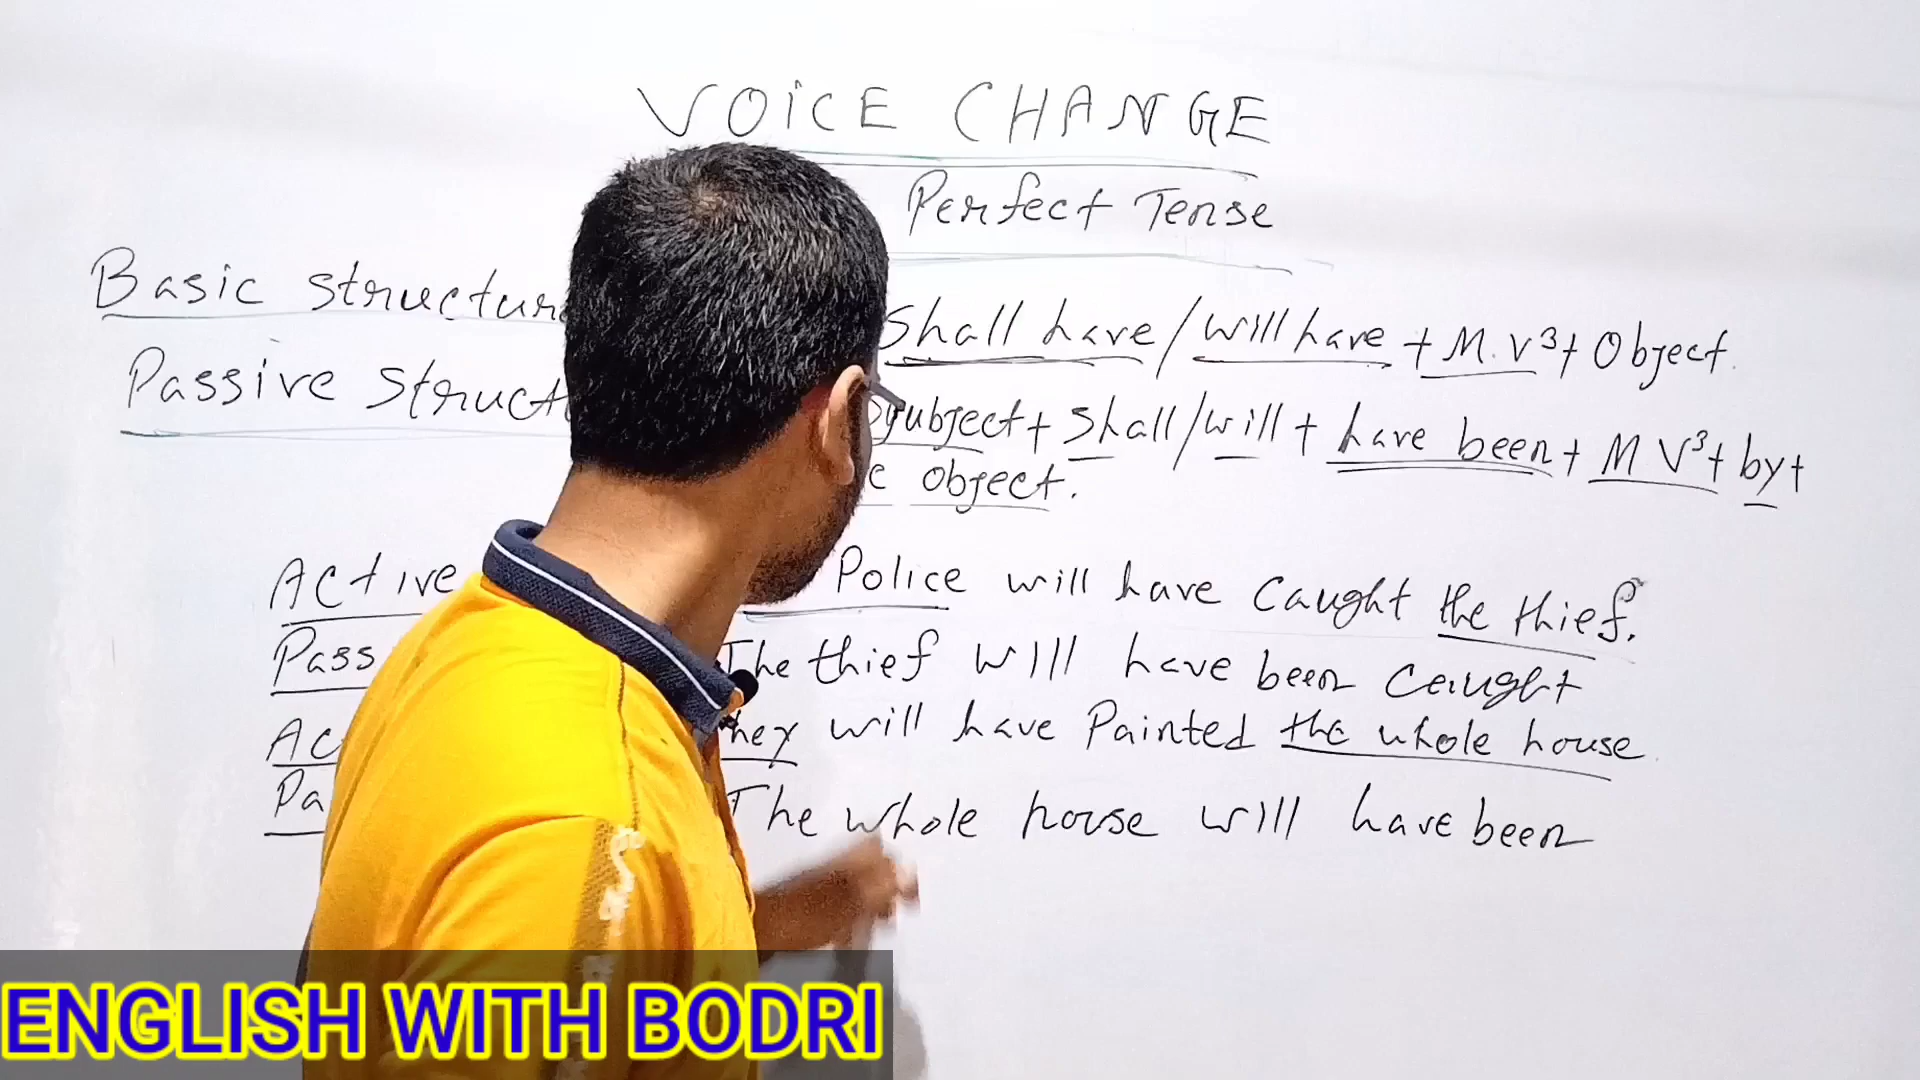 VOICE CHANGE
Perfect Tense
Basic structure Shall have / will have + M.V³ + Object.
Passive struct subject + Shall / will + have been + M V³ + by +
object.
Active Police will have caught the thief.
Pass The thief will have been caught
Ac they will have Painted the whole house.
Pa The whole house will have been
ENGLISH WITH BODRI